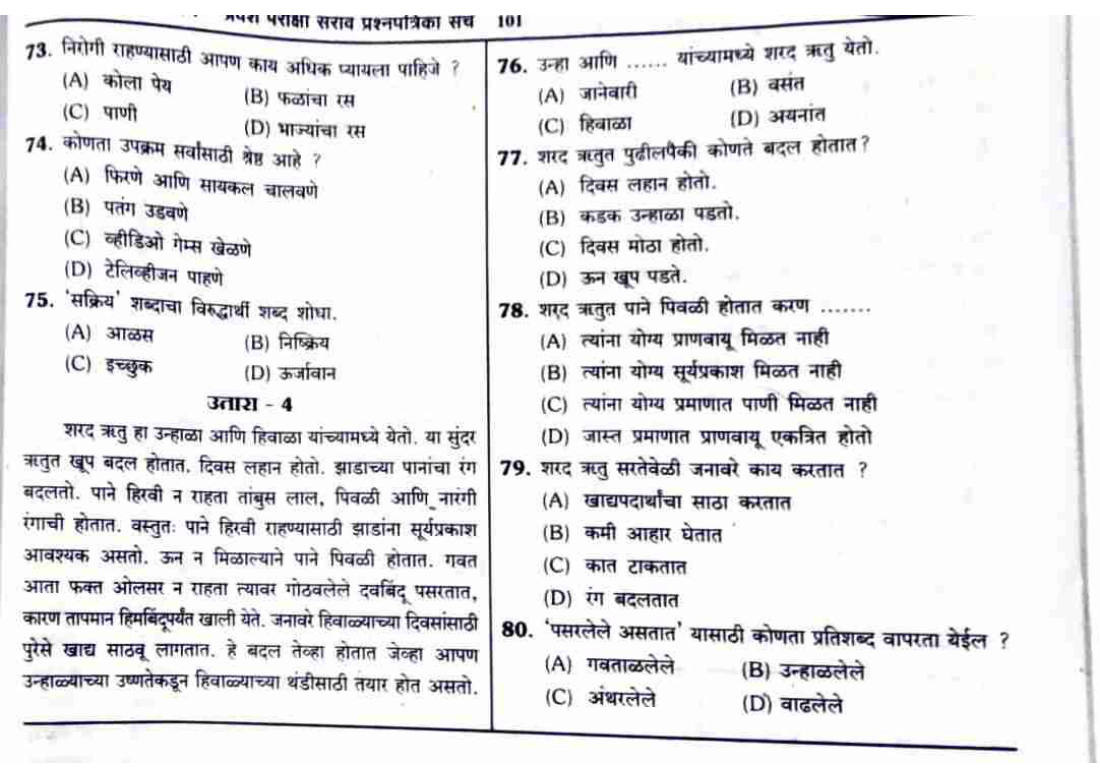 प्रवेश परीक्षा सराव प्रश्नपत्रिका संच 101
73. निरोगी राहण्यासाठी आपण काय अधिक प्यायला पाहिजे ?
(A) कोला पेय (B) फळांचा रस
(C) पाणी (D) भाज्यांचा रस
74. कोणता उपक्रम सर्वांसाठी श्रेष्ठ आहे ?
(A) फिरणे आणि सायकल चालवणे
(B) पतंग उडवणे
(C) व्हीडिओ गेम्स खेळणे
(D) टेलिव्हीजन पाहणे
75. 'सक्रिय' शब्दाचा विरुद्धार्थी शब्द शोधा.
(A) आळस (B) निष्क्रिय
(C) इच्छुक (D) ऊर्जावान
उतारा - 4
शरद ऋतु हा उन्हाळा आणि हिवाळा यांच्यामध्ये येतो. या सुंदर
ऋतुत खूप बदल होतात. दिवस लहान होतो. झाडाच्या पानांचा रंग
बदलतो. पाने हिरवी न राहता तांबुस लाल, पिवळी आणि नारंगी
रंगाची होतात. वस्तुतः पाने हिरवी राहण्यासाठी झाडांना सूर्यप्रकाश
आवश्यक असतो. ऊन न मिळाल्याने पाने पिवळी होतात. गवत
आता फक्त ओलसर न राहता त्यावर गोठवलेले दवबिंदू पसरतात,
कारण तापमान हिमबिंदूपर्यंत खाली येते. जनावरे हिवाळ्याच्या दिवसांसाठी
पुरेसे खाद्य साठवू लागतात. हे बदल तेव्हा होतात जेव्हा आपण
उन्हाळ्याच्या उष्णतेकडून हिवाळ्याच्या थंडीसाठी तयार होत असतो.
76. उन्हा आणि ...... यांच्यामध्ये शरद ऋतु येतो.
(A) जानेवारी (B) बसंत
(C) हिवाळा (D) अयनांत
77. शरद ऋतुत पुढीलपैकी कोणते बदल होतात?
(A) दिवस लहान होतो.
(B) कडक उन्हाळा पडतो.
(C) दिवस मोठा होतो.
(D) ऊन खूप पडते.
78. शरद ऋतुत पाने पिवळी होतात करण .......
(A) त्यांना योग्य प्राणवायू मिळत नाही
(B) त्यांना योग्य सूर्यप्रकाश मिळत नाही
(C) त्यांना योग्य प्रमाणात पाणी मिळत नाही
(D) जास्त प्रमाणात प्राणवायू एकत्रित होतो
79. शरद ऋतु सरतेवेळी जनावरे काय करतात ?
(A) खाद्यपदार्थांचा साठा करतात
(B) कमी आहार घेतात
(C) कात टाकतात
(D) रंग बदलतात
80. 'पसरलेले असतात' यासाठी कोणता प्रतिशब्द वापरता येईल ?
(A) गवताळलेले (B) उन्हाळलेले
(C) अंथरलेले (D) वाढलेले